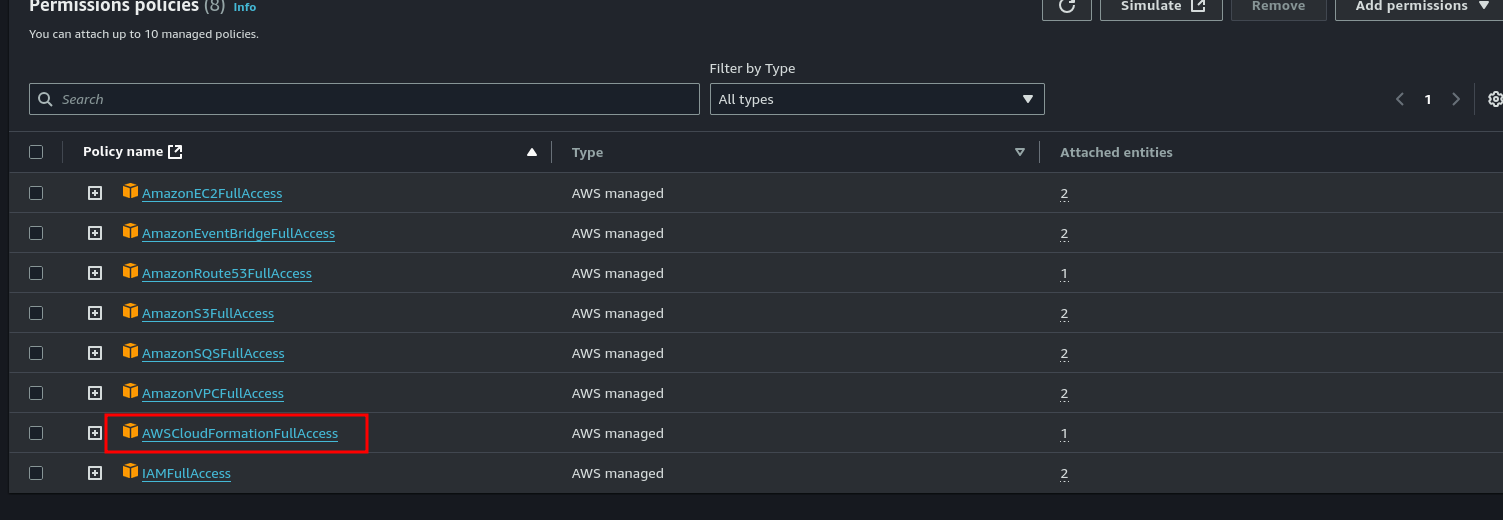 Permissions policies (8) Info
Simulate Remove Add permissions
You can attach up to 10 managed policies.
Filter by Type
Search All types 1
Policy name Type Attached entities
AmazonEC2FullAccess AWS managed 2
AmazonEventBridgeFullAccess AWS managed 2
AmazonRoute53FullAccess AWS managed 1
AmazonS3FullAccess AWS managed 2
AmazonSQSFullAccess AWS managed 2
AmazonVPCFullAccess AWS managed 2
AWSCloudFormationFullAccess AWS managed 1
IAMFullAccess AWS managed 2